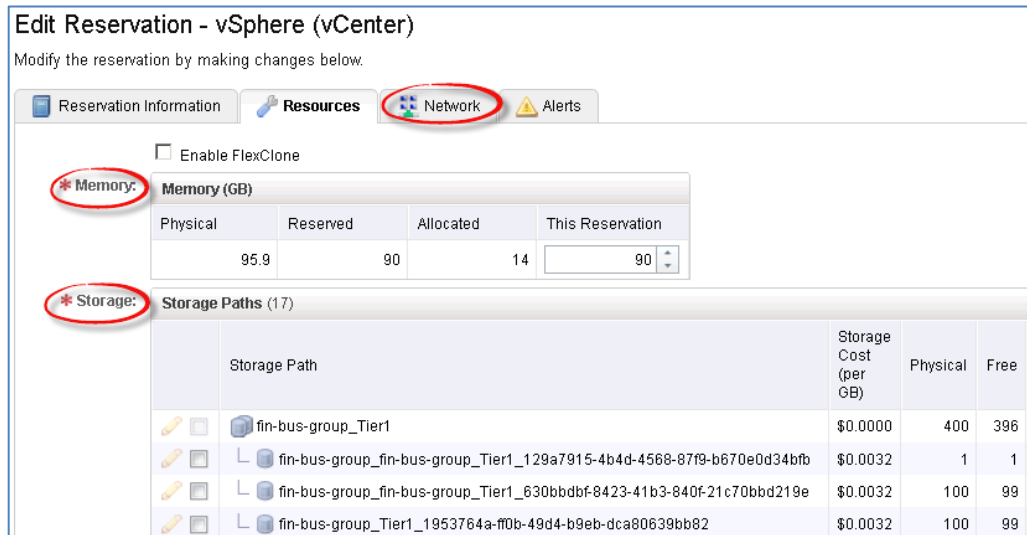 Edit Reservation - vSphere (vCenter)
Modify the reservation by making changes below.
Reservation Information Resources Network Alerts
Enable FlexClone
* Memory: Memory (GB)
Physical Reserved Allocated This Reservation
95.9 90 14 90
* Storage: Storage Paths (17)
Storage Path Storage Cost (per GB) Physical Free
fin-bus-group_Tier1 $0.0000 400 396
fin-bus-group_fin-bus-group_Tier1_129a7915-4b4d-4568-87f9-b670e0d34bfb $0.0032 1 1
fin-bus-group_fin-bus-group_Tier1_630bbdbf-8423-41b3-840f-21c70bbd219e $0.0032 100 99
fin-bus-group_Tier1_1953764a-ff0b-49d4-b9eb-dca80639bb82 $0.0032 100 99